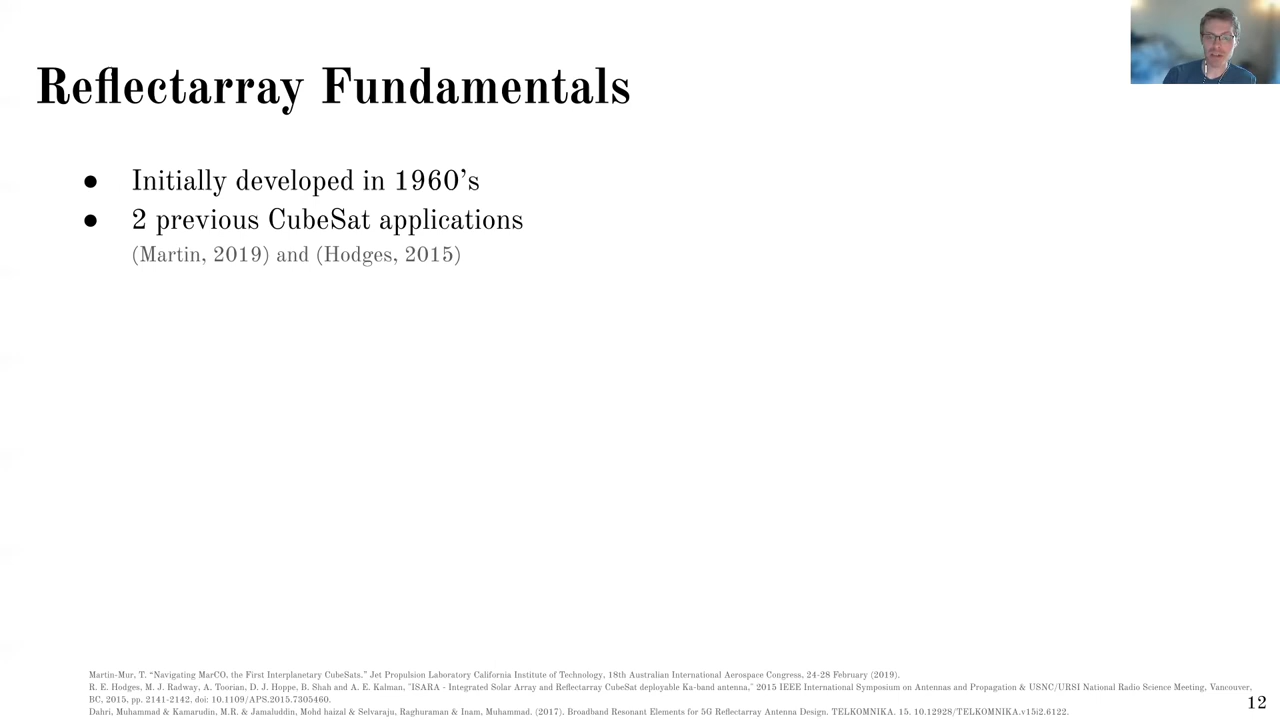 Reflectarray Fundamentals
● Initially developed in 1960’s
● 2 previous CubeSat applications
(Martin, 2019) and (Hodges, 2015)
Martin-Mur, T. “Navigating MarCO, the First Interplanetary CubeSats.” Jet Propulsion Laboratory California Institute of Technology, 18th Australian International Aerospace Congress, 24-28 February (2019).
R. E. Hodges, M. J. Radway, A. Toorian, D. J. Hoppe, B. Shah and A. E. Kalman, "ISARA - Integrated Solar Array and Reflectarray CubeSat deployable Ka-band antenna," 2015 IEEE International Symposium on Antennas and Propagation & USNC/URSI National Radio Science Meeting, Vancouver,
BC, 2015, pp. 2141-2142, doi: 10.1109/APS.2015.7305460.
Dahri, Muhammad & Kamarudin, M.R. & Jamaluddin, Mohd haizal & Selvaraju, Raghuraman & Inam, Muhammad. (2017). Broadband Resonant Elements for 5G Reflectarray Antenna Design. TELKOMNIKA. 15. 10.12928/TELKOMNIKA.v15i2.6122.
12